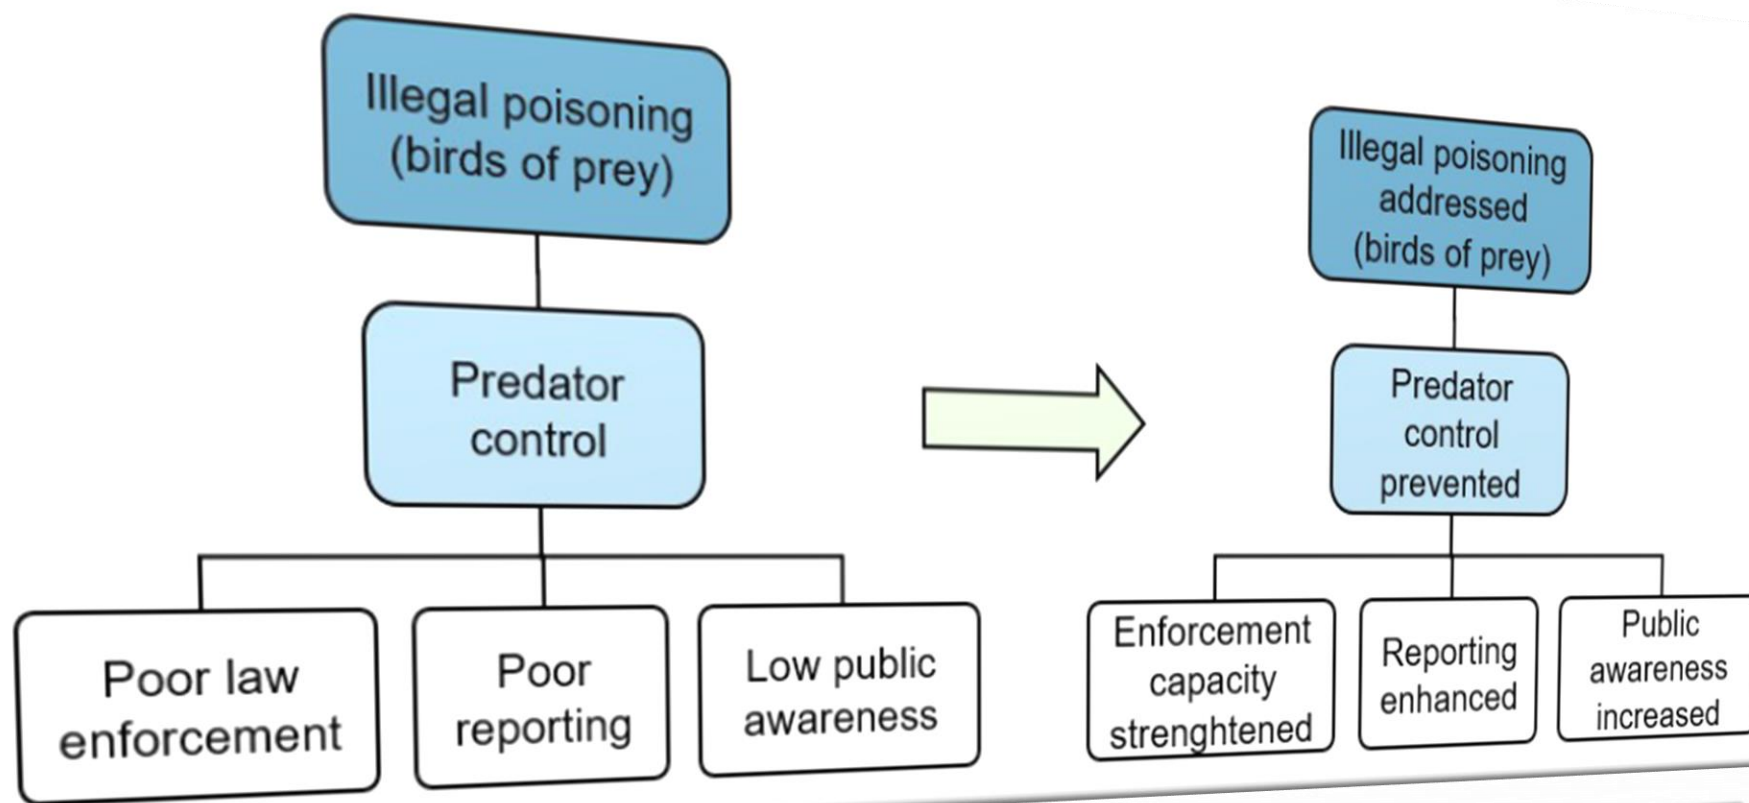 Illegal poisoning
(birds of prey)
Predator
control
Poor law
enforcement
Poor
reporting
Low public
awareness
Illegal poisoning
addressed
(birds of prey)
Predator
control
prevented
Enforcement
capacity
strenghtened
Reporting
enhanced
Public
awareness
increased